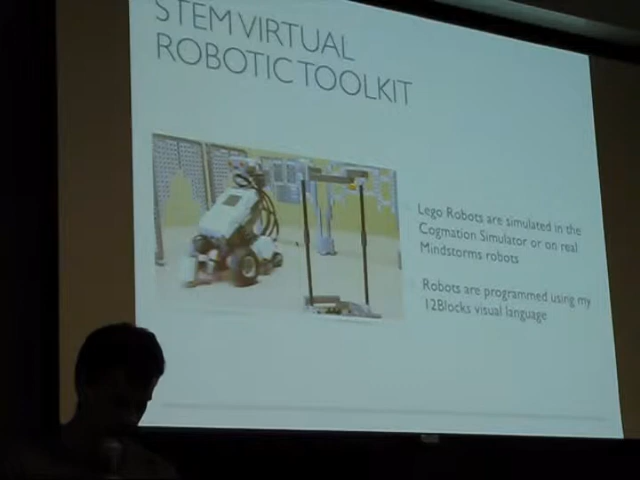 STEM VIRTUAL
ROBOTIC TOOLKIT
Lego Robots are simulated in the
Cogmation Simulator or on real
Mindstorms robots
Robots are programmed using my
12Blocks visual language